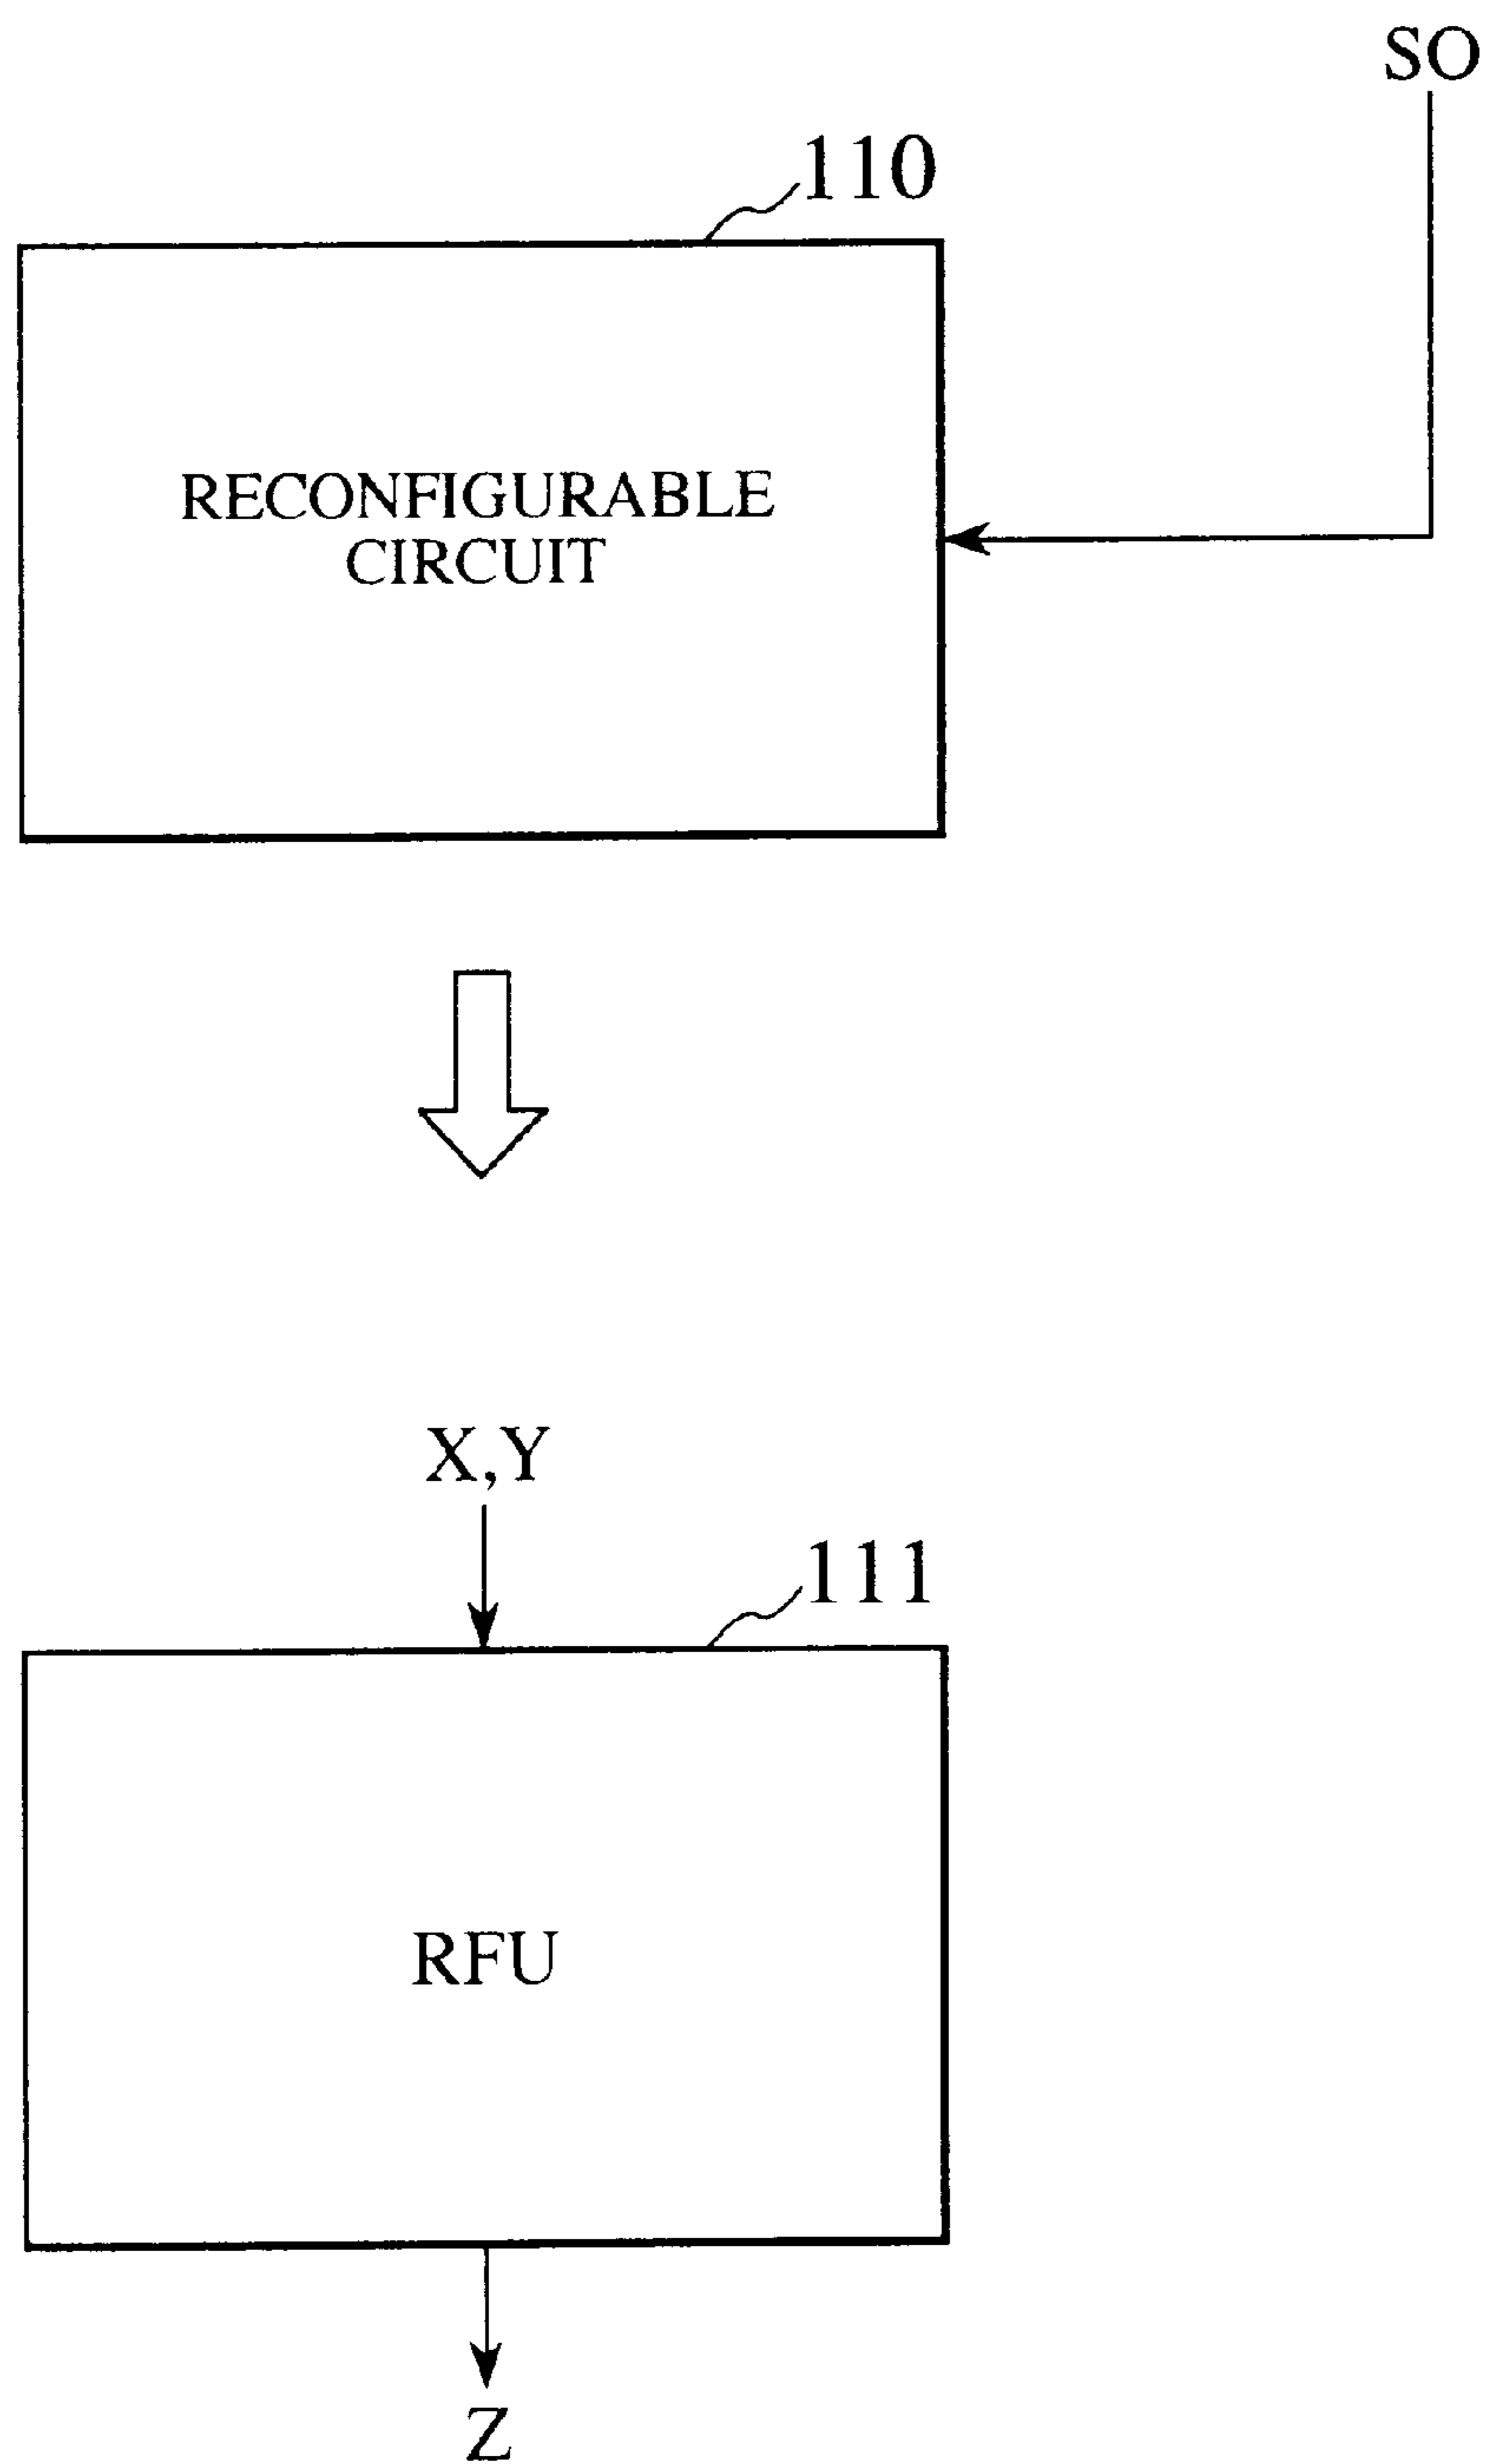 SO
110
RECONFIGURABLE
CIRCUIT
X,Y
111
RFU
Z